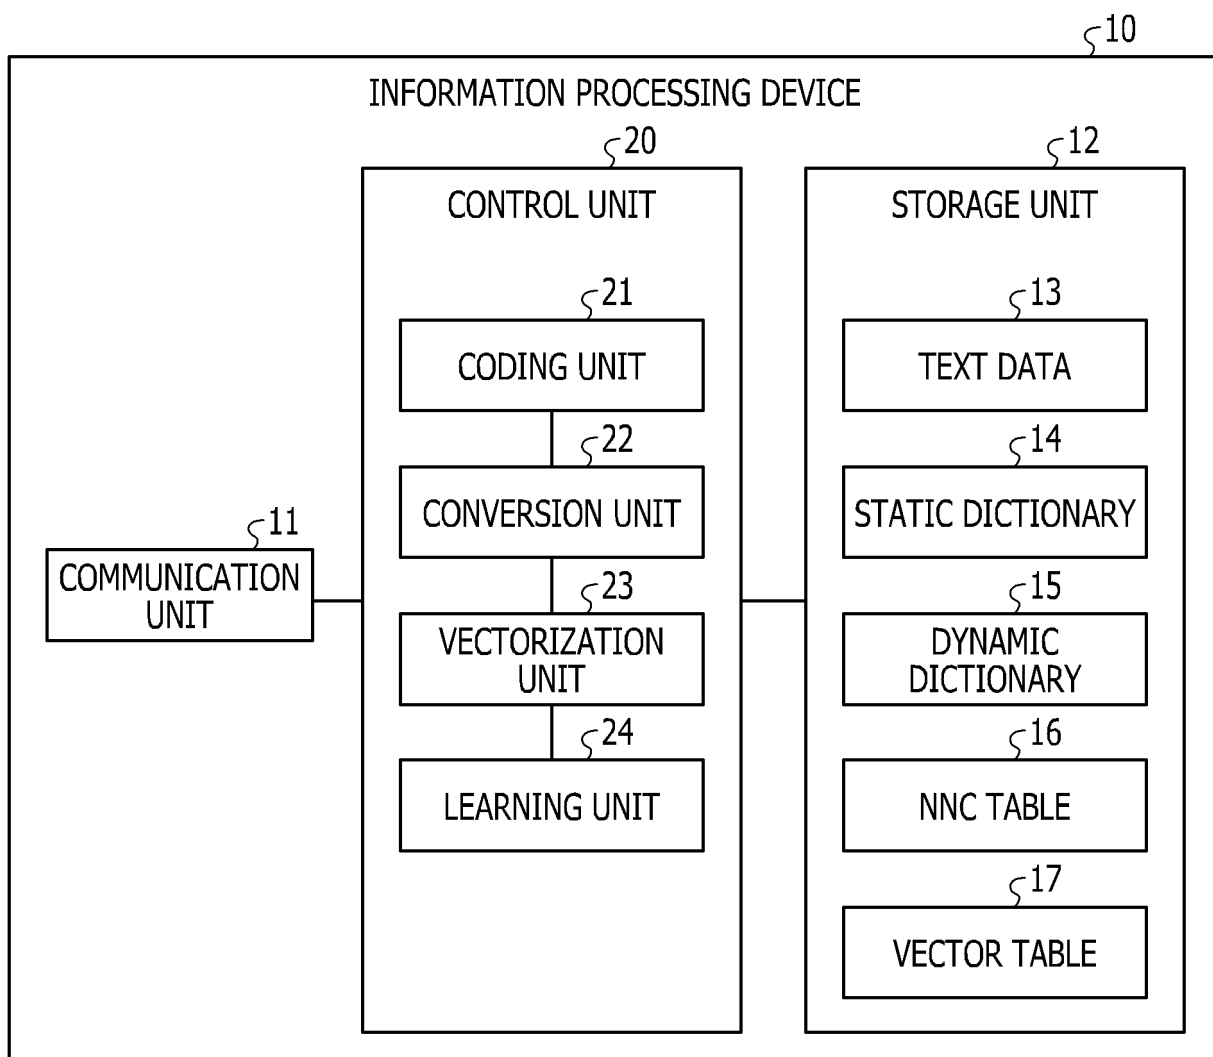 10
INFORMATION PROCESSING DEVICE
20
CONTROL UNIT
21
CODING UNIT
22
CONVERSION UNIT
11
COMMUNICATION
UNIT
23
VECTORIZATION
UNIT
24
LEARNING UNIT
12
STORAGE UNIT
13
TEXT DATA
14
STATIC DICTIONARY
15
DYNAMIC
DICTIONARY
16
NNC TABLE
17
VECTOR TABLE